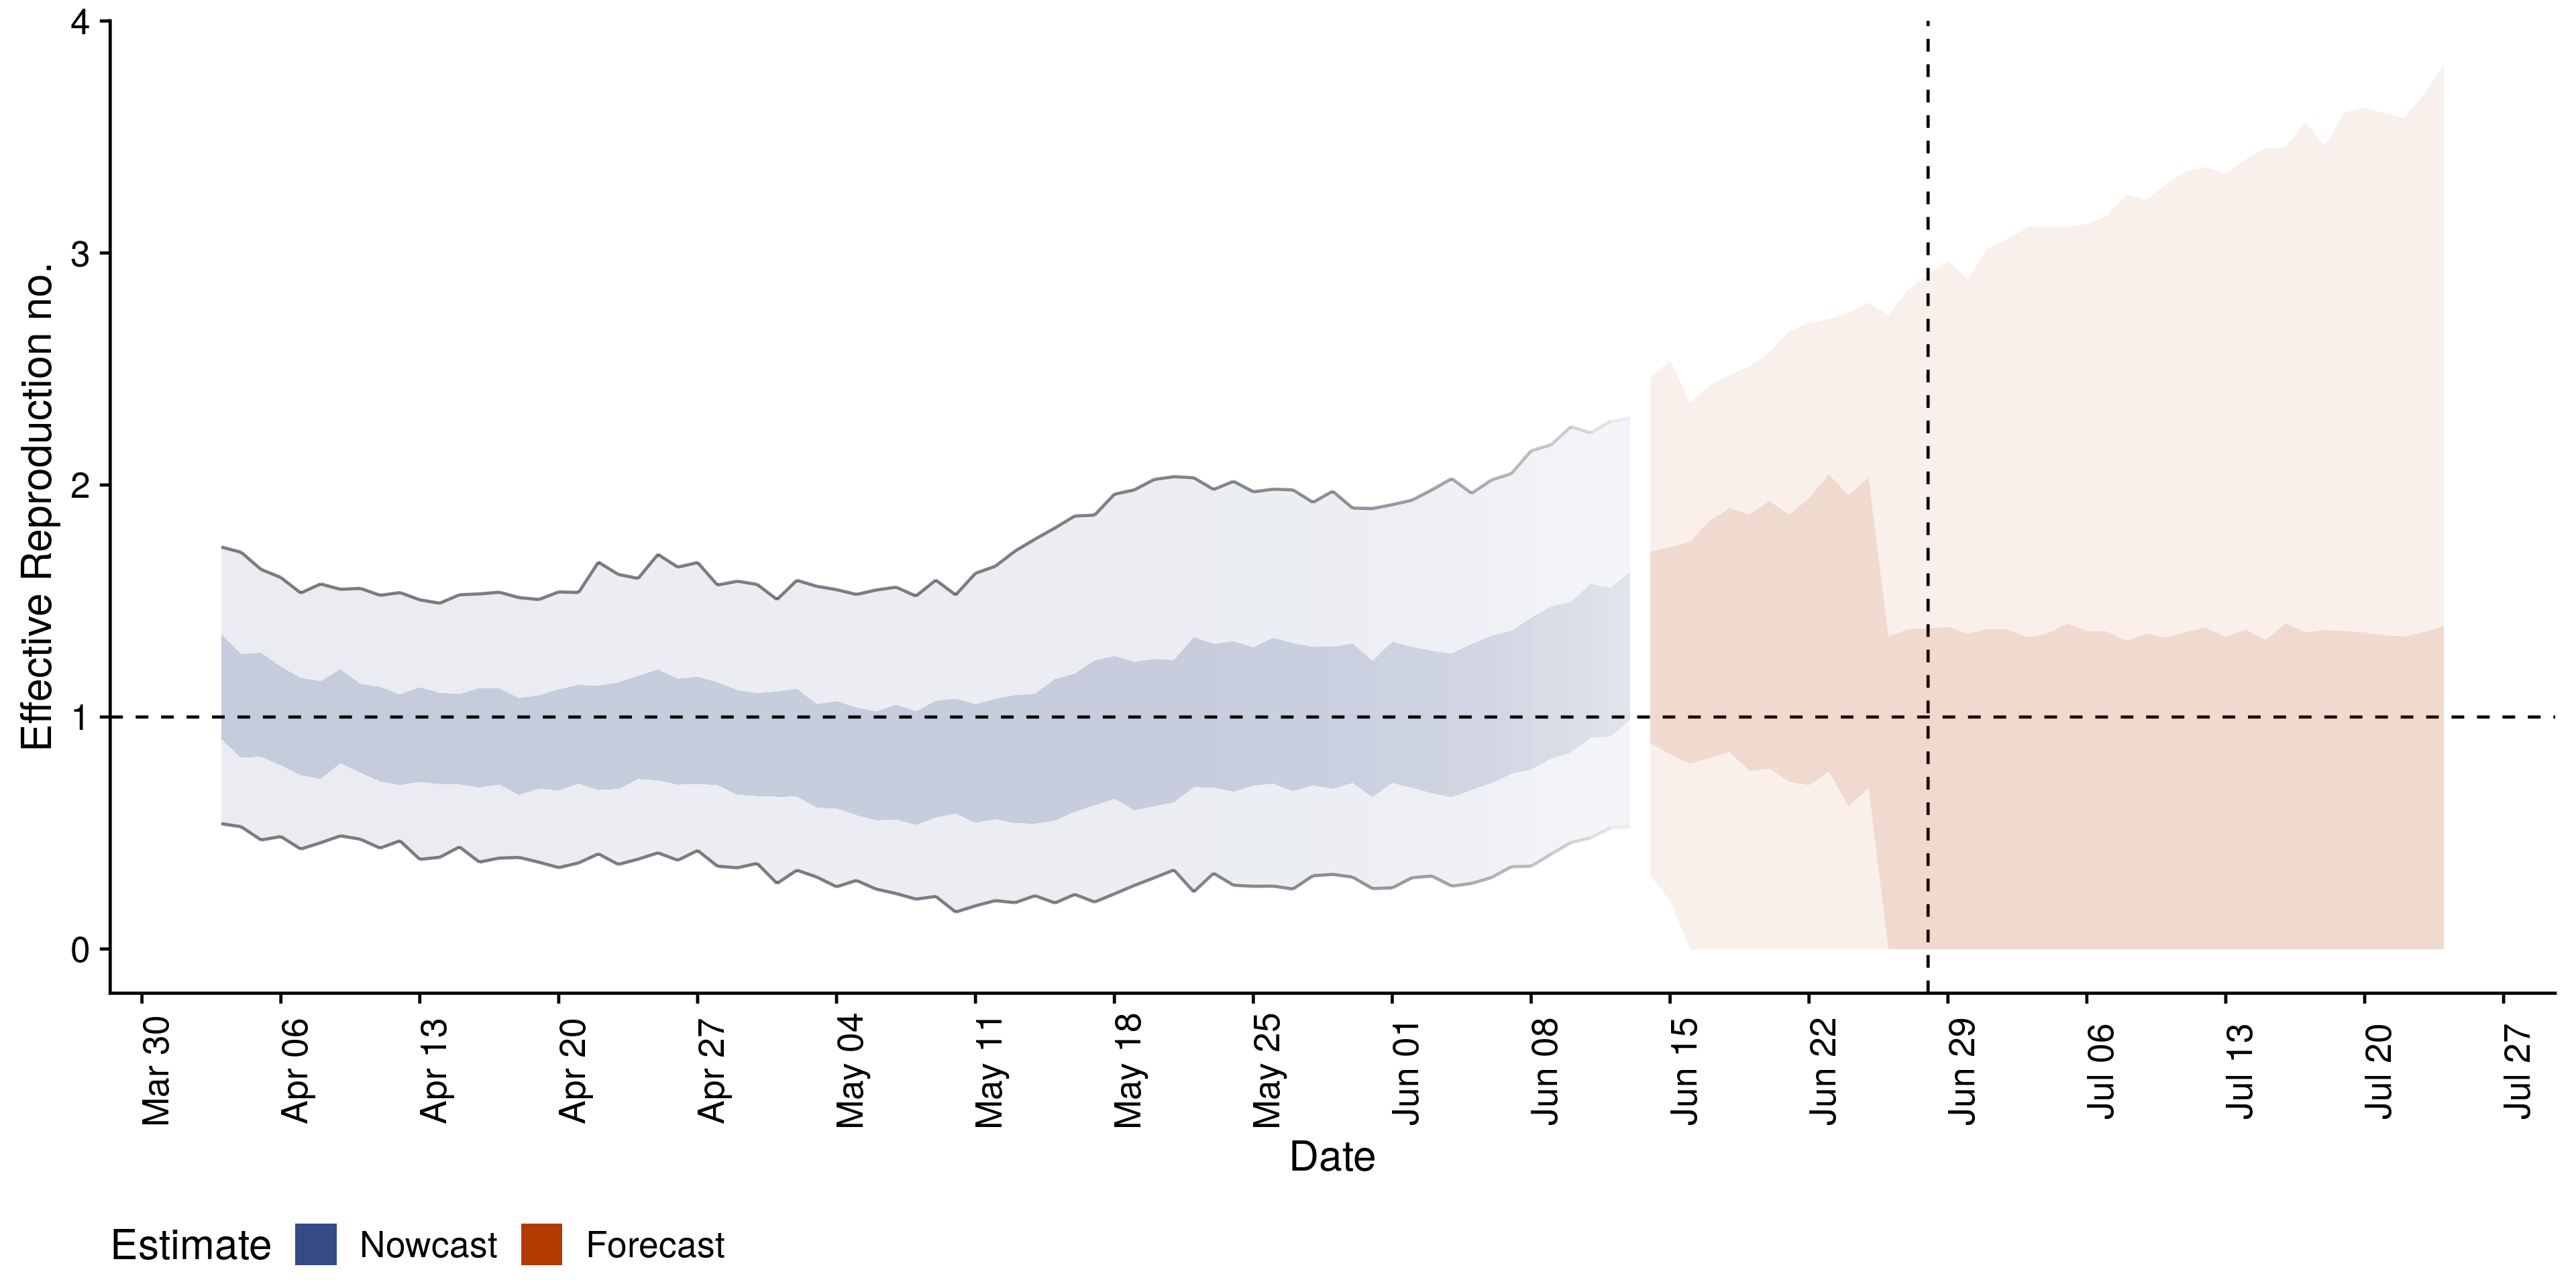 Effective Reproduction no.
4
3
2
1
0
Mar 30
Apr 06
Apr 13
Apr 20
Apr 27
May 04
May 11
May 18
May 25
Jun 01
Jun 08
Jun 15
Jun 22
Jun 29
Jul 06
Jul 13
Jul 20
Jul 27
Date
Estimate Nowcast Forecast